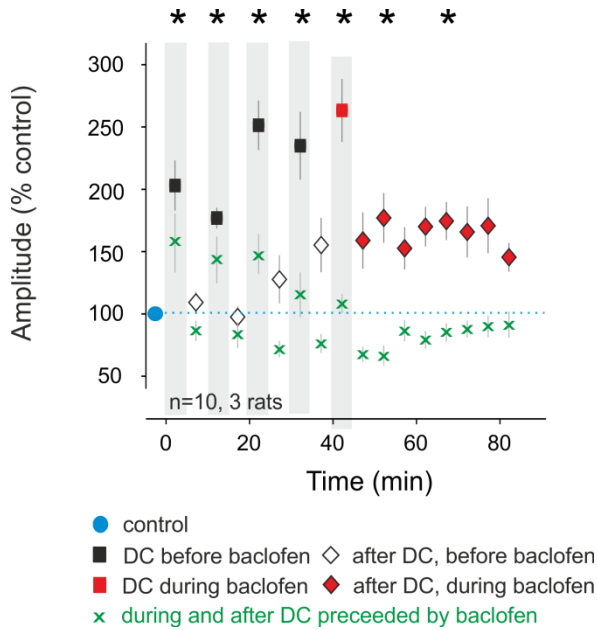 * * * * * * *
300
250
200
150
100
50
Amplitude (% control)
n=10, 3 rats
0 20 40 60 80
Time (min)
control
DC before baclofen after DC, before baclofen
DC during baclofen after DC, during baclofen
during and after DC preceeded by baclofen